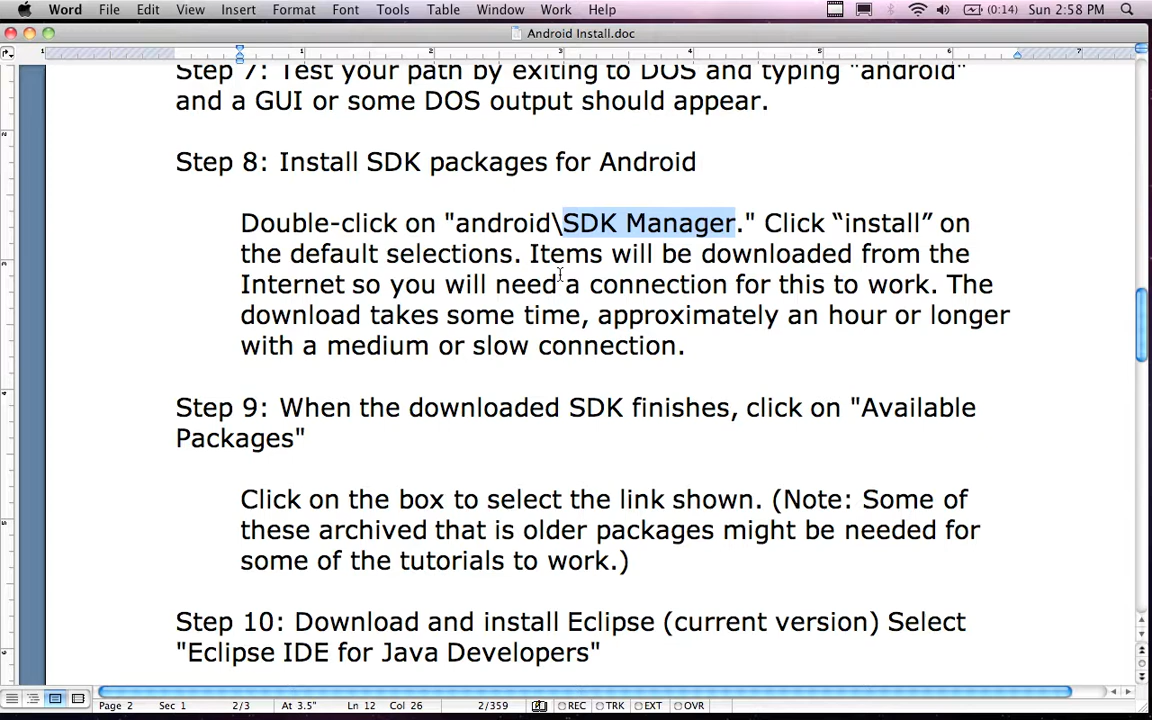 Word File Edit View Insert Format Font Tools Table Window Work Help (0:14) Sun 2:58 PM
Android Install.doc
1 1 2 3 4 5 6 7
Step 7: Test your path by exiting to DOS and typing "android"
and a GUI or some DOS output should appear.
Step 8: Install SDK packages for Android
Double-click on "android\SDK Manager." Click “install” on
the default selections. Items will be downloaded from the
Internet so you will need a connection for this to work. The
download takes some time, approximately an hour or longer
with a medium or slow connection.
Step 9: When the downloaded SDK finishes, click on "Available
Packages"
Click on the box to select the link shown. (Note: Some of
these archived that is older packages might be needed for
some of the tutorials to work.)
Step 10: Download and install Eclipse (current version) Select
"Eclipse IDE for Java Developers"
Page 2 Sec 1 2/3 At 3.5" Ln 12 Col 26 2/359 REC TRK EXT OVR